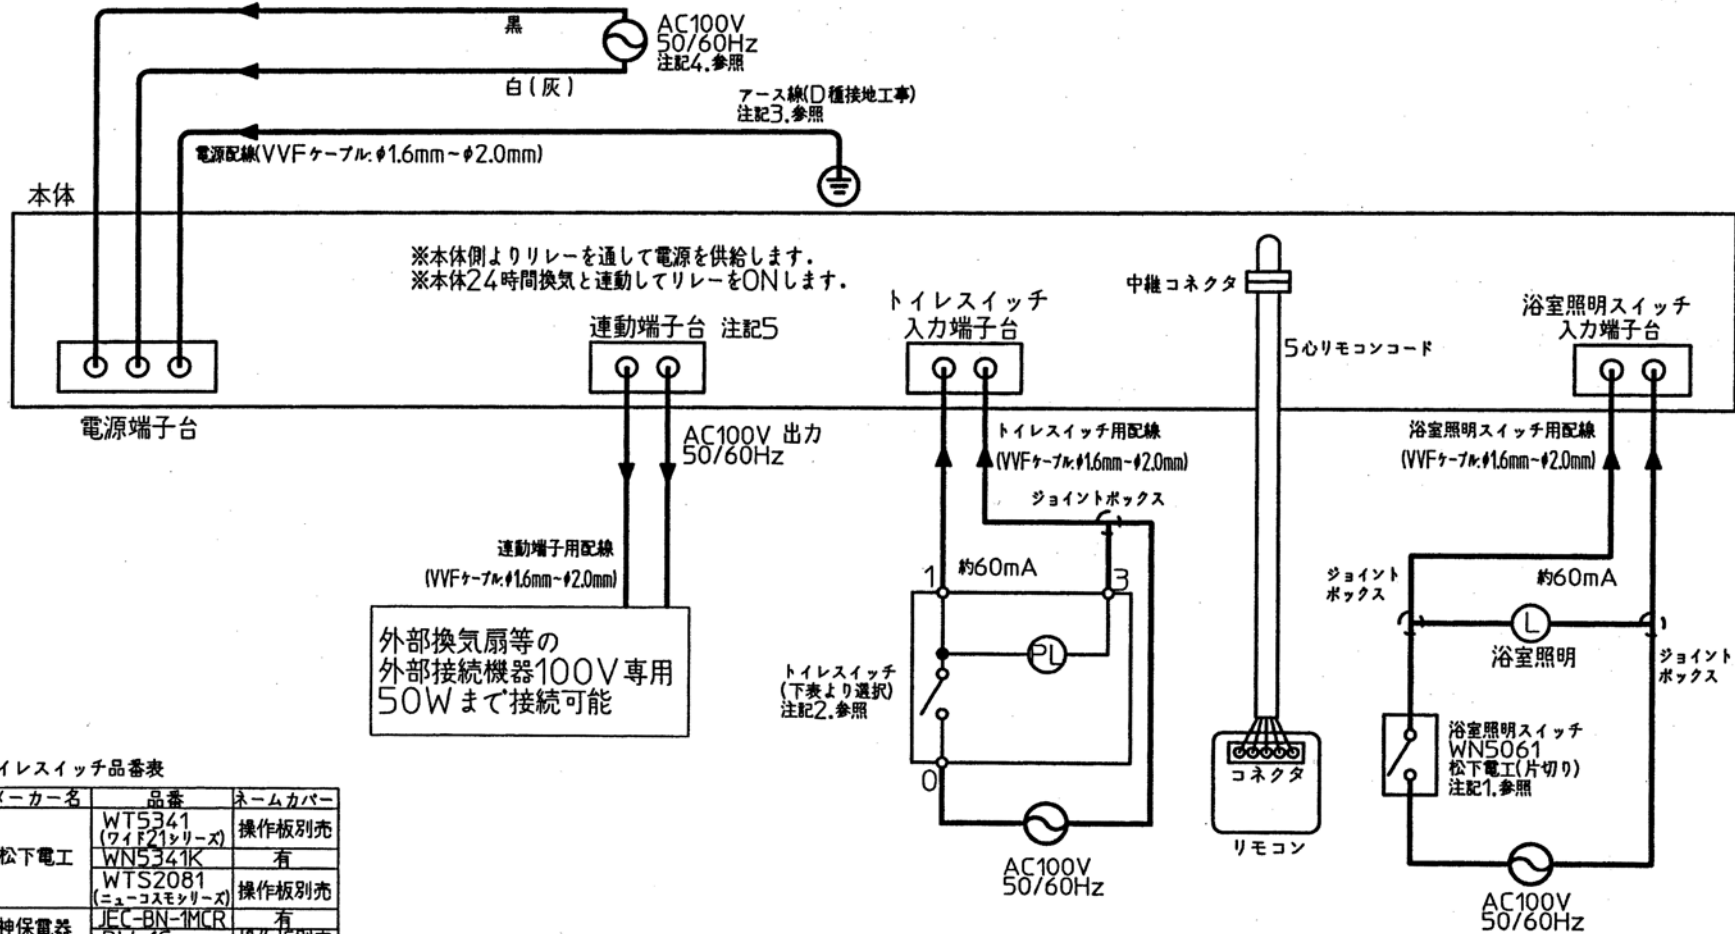 黒
AC100V
50/60Hz
注記4.参照
白(灰)
アース線(D種接地工事)
注記3.参照
電源配線(VVFケーブル:φ1.6mm~φ2.0mm)
本体
※本体側よりリレーを通して電源を供給します.
※本体24時間換気と連動してリレーをONします.
電源端子台
連動端子台 注記5
AC100V 出力
50/60Hz
連動端子用配線
(VVFケーブル:φ1.6mm~φ2.0mm)
外部換気扇等の
外部接続機器100V専用
50Wまで接続可能
トイレスイッチ
入力端子台
トイレスイッチ用配線
(VVFケーブル:φ1.6mm~φ2.0mm)
ジョイントボックス
約60mA
1
3
PL
トイレスイッチ
(下表より選択)
注記2.参照
0
AC100V
50/60Hz
中継コネクタ
5心リモコンコード
コネクタ
リモコン
浴室照明スイッチ
入力端子台
浴室照明スイッチ用配線
(VVFケーブル:φ1.6mm~φ2.0mm)
ジョイント
ボックス
約60mA
L
浴室照明
ジョイント
ボックス
浴室照明スイッチ
WN5061
松下電工(片切り)
注記1.参照
AC100V
50/60Hz
イレスイッチ品番表
メーカー名 品番 ネームカバー
松下電工 WT5341 (ワイド21シリーズ) 操作板別売
WN5341K 有
WTS2081 (ニューコスモシリーズ) 操作板別売
神保電器 JEC-BN-1MCR 有